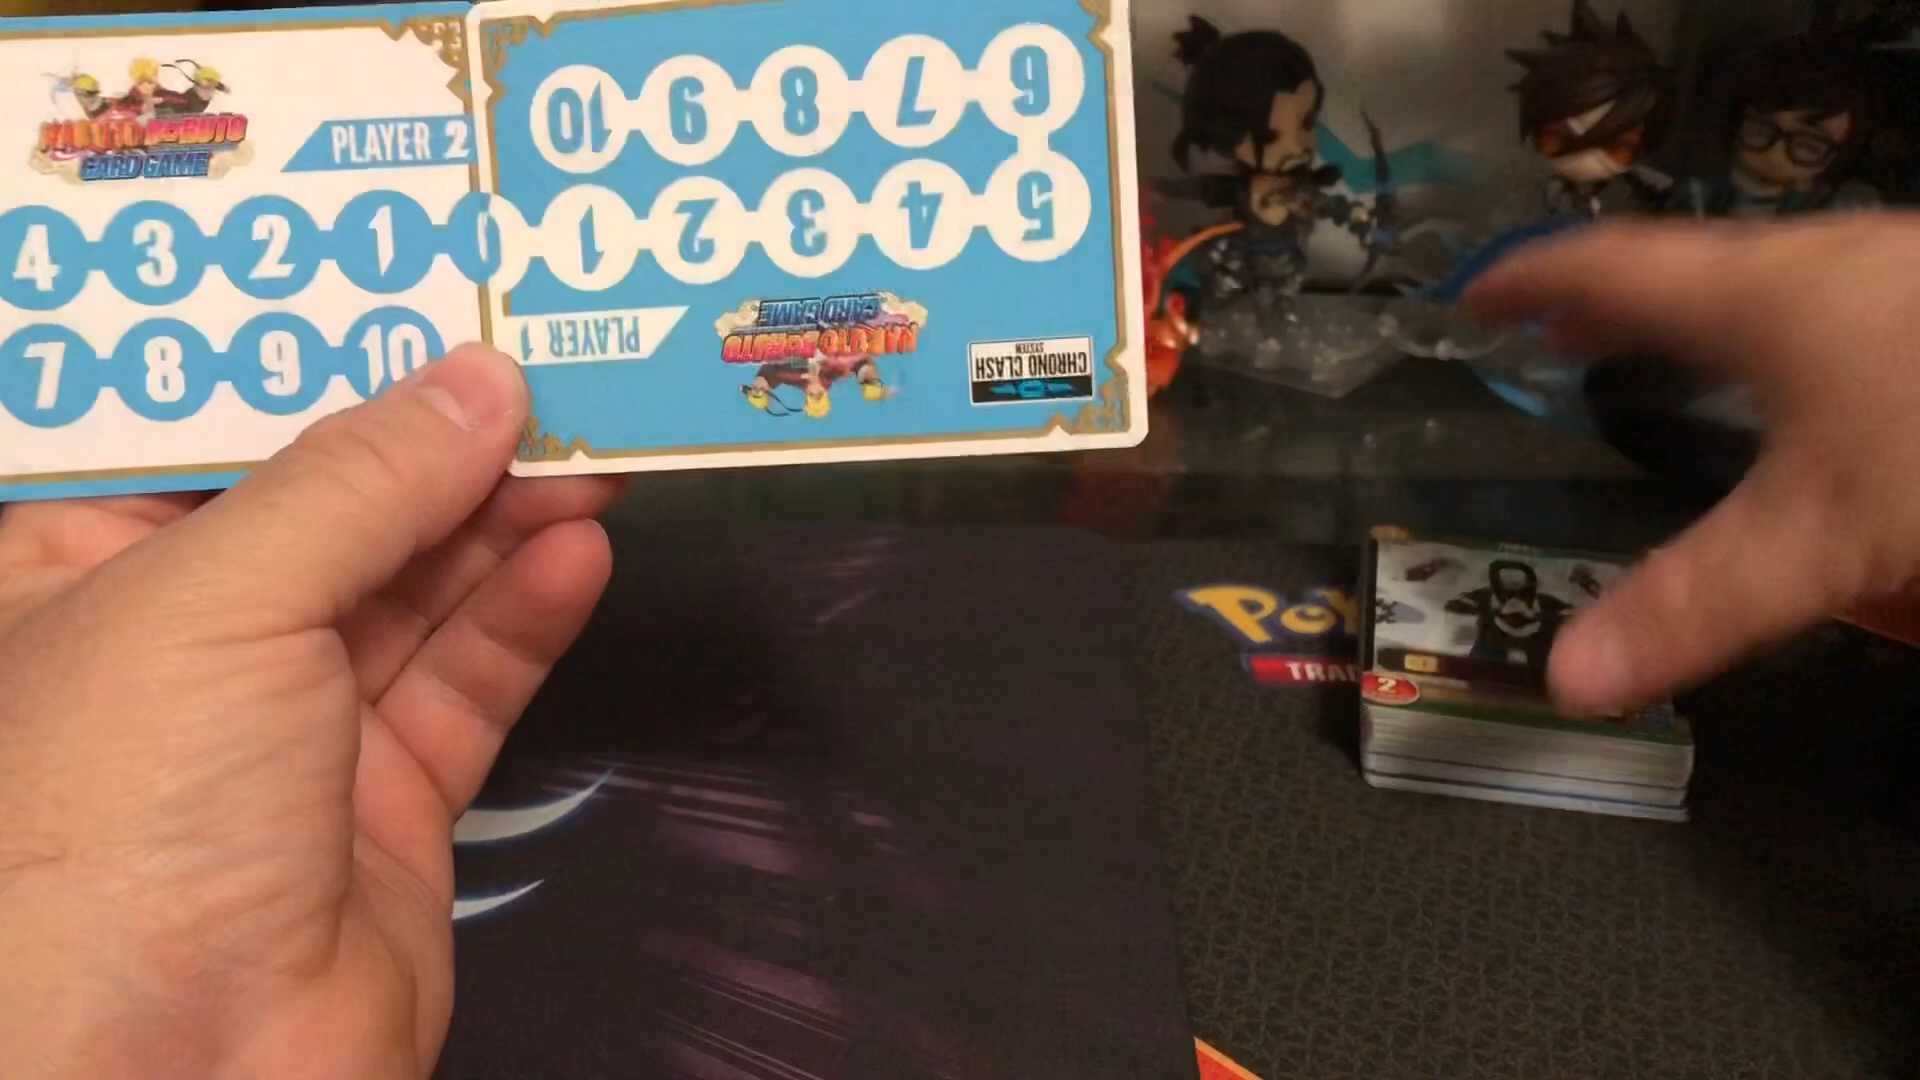 NARUTO BORUTO
CARD GAME
PLAYER 2
4 3 2 1
7 8 9 10
10 9 8 7 6
1 2 3 4 5
PLAYER 1
NARUTO BORUTO
CARD GAME
CHRONO CLASH
SYSTEM
2